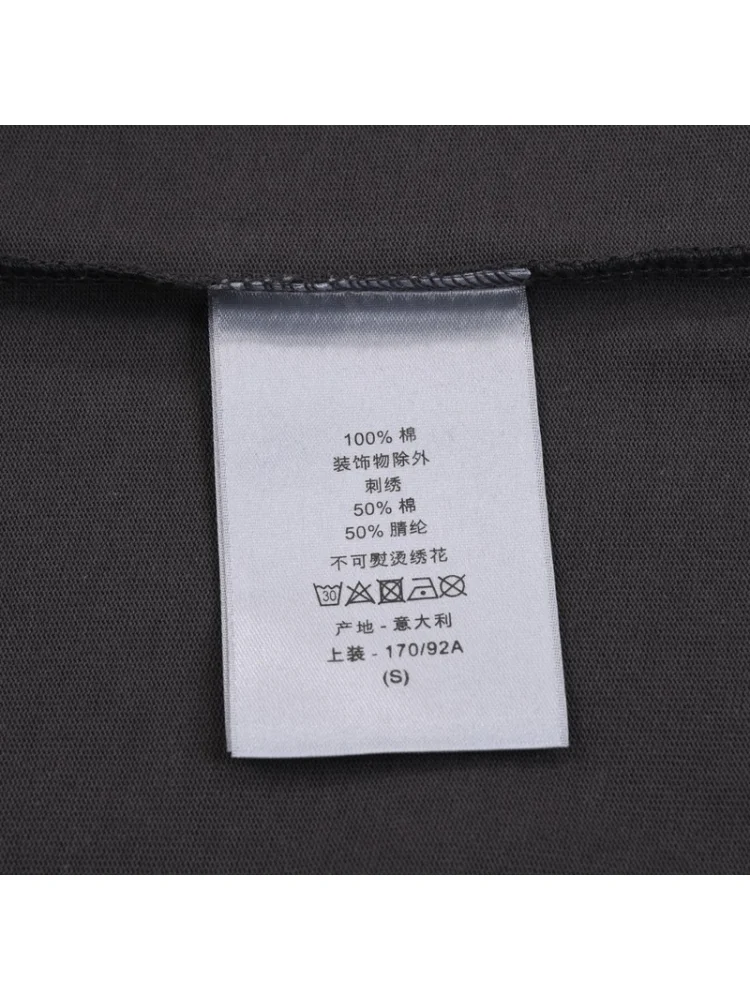 100% 棉
装饰物除外
刺绣
50% 棉
50% 腈纶
不可熨烫绣花
30
产地 - 意大利
上装 - 170/92A
(S)